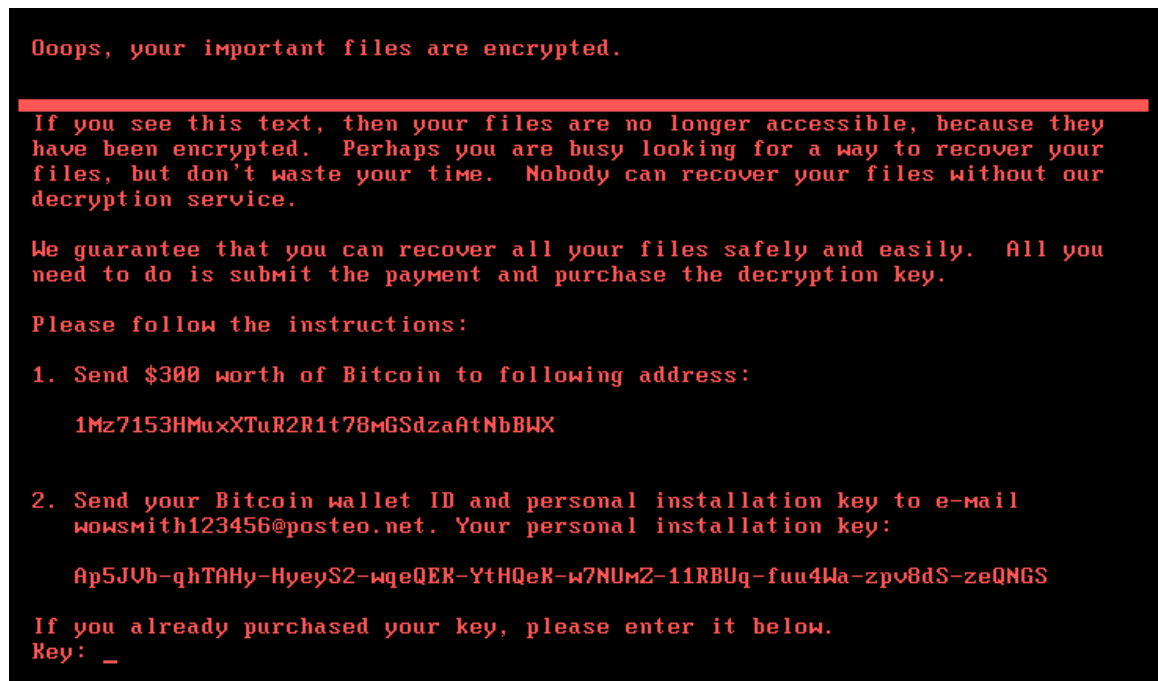 Ooops, your important files are encrypted.
If you see this text, then your files are no longer accessible, because they
have been encrypted.  Perhaps you are busy looking for a way to recover your
files, but don't waste your time.  Nobody can recover your files without our
decryption service.
We guarantee that you can recover all your files safely and easily.  All you
need to do is submit the payment and purchase the decryption key.
Please follow the instructions:
1. Send $300 worth of Bitcoin to following address:
1Mz7153HMuxXTuR2R1t78mGSdzaAtNbBWX
2. Send your Bitcoin wallet ID and personal installation key to e-mail
wowsmith123456@posteo.net. Your personal installation key:
Ap5JVb-qhTAHy-HyeyS2-wqeQEK-YtHQeK-w7NUmZ-11RBUq-fuu4Wa-zpv8dS-zeQNGS
If you already purchased your key, please enter it below.
Key: _